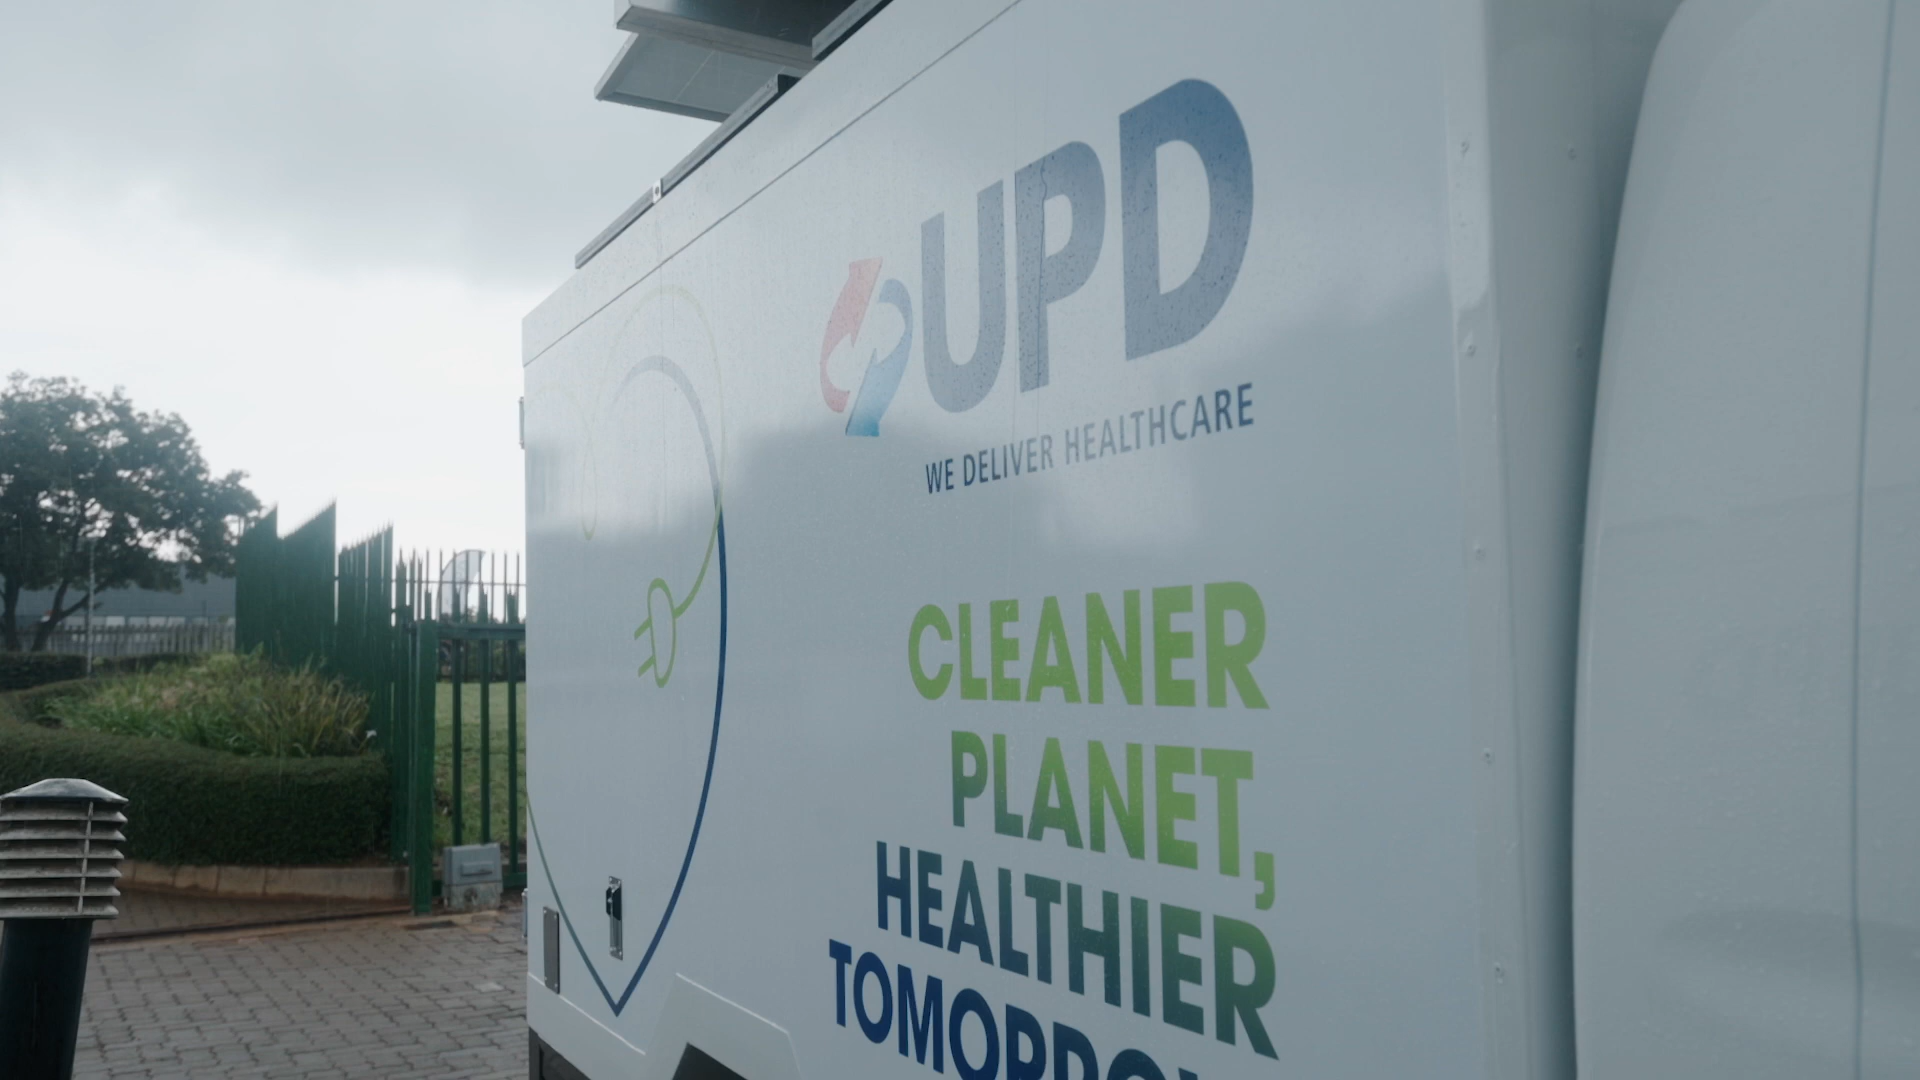 UPD
WE DELIVER HEALTHCARE
CLEANER
PLANET,
HEALTHIER